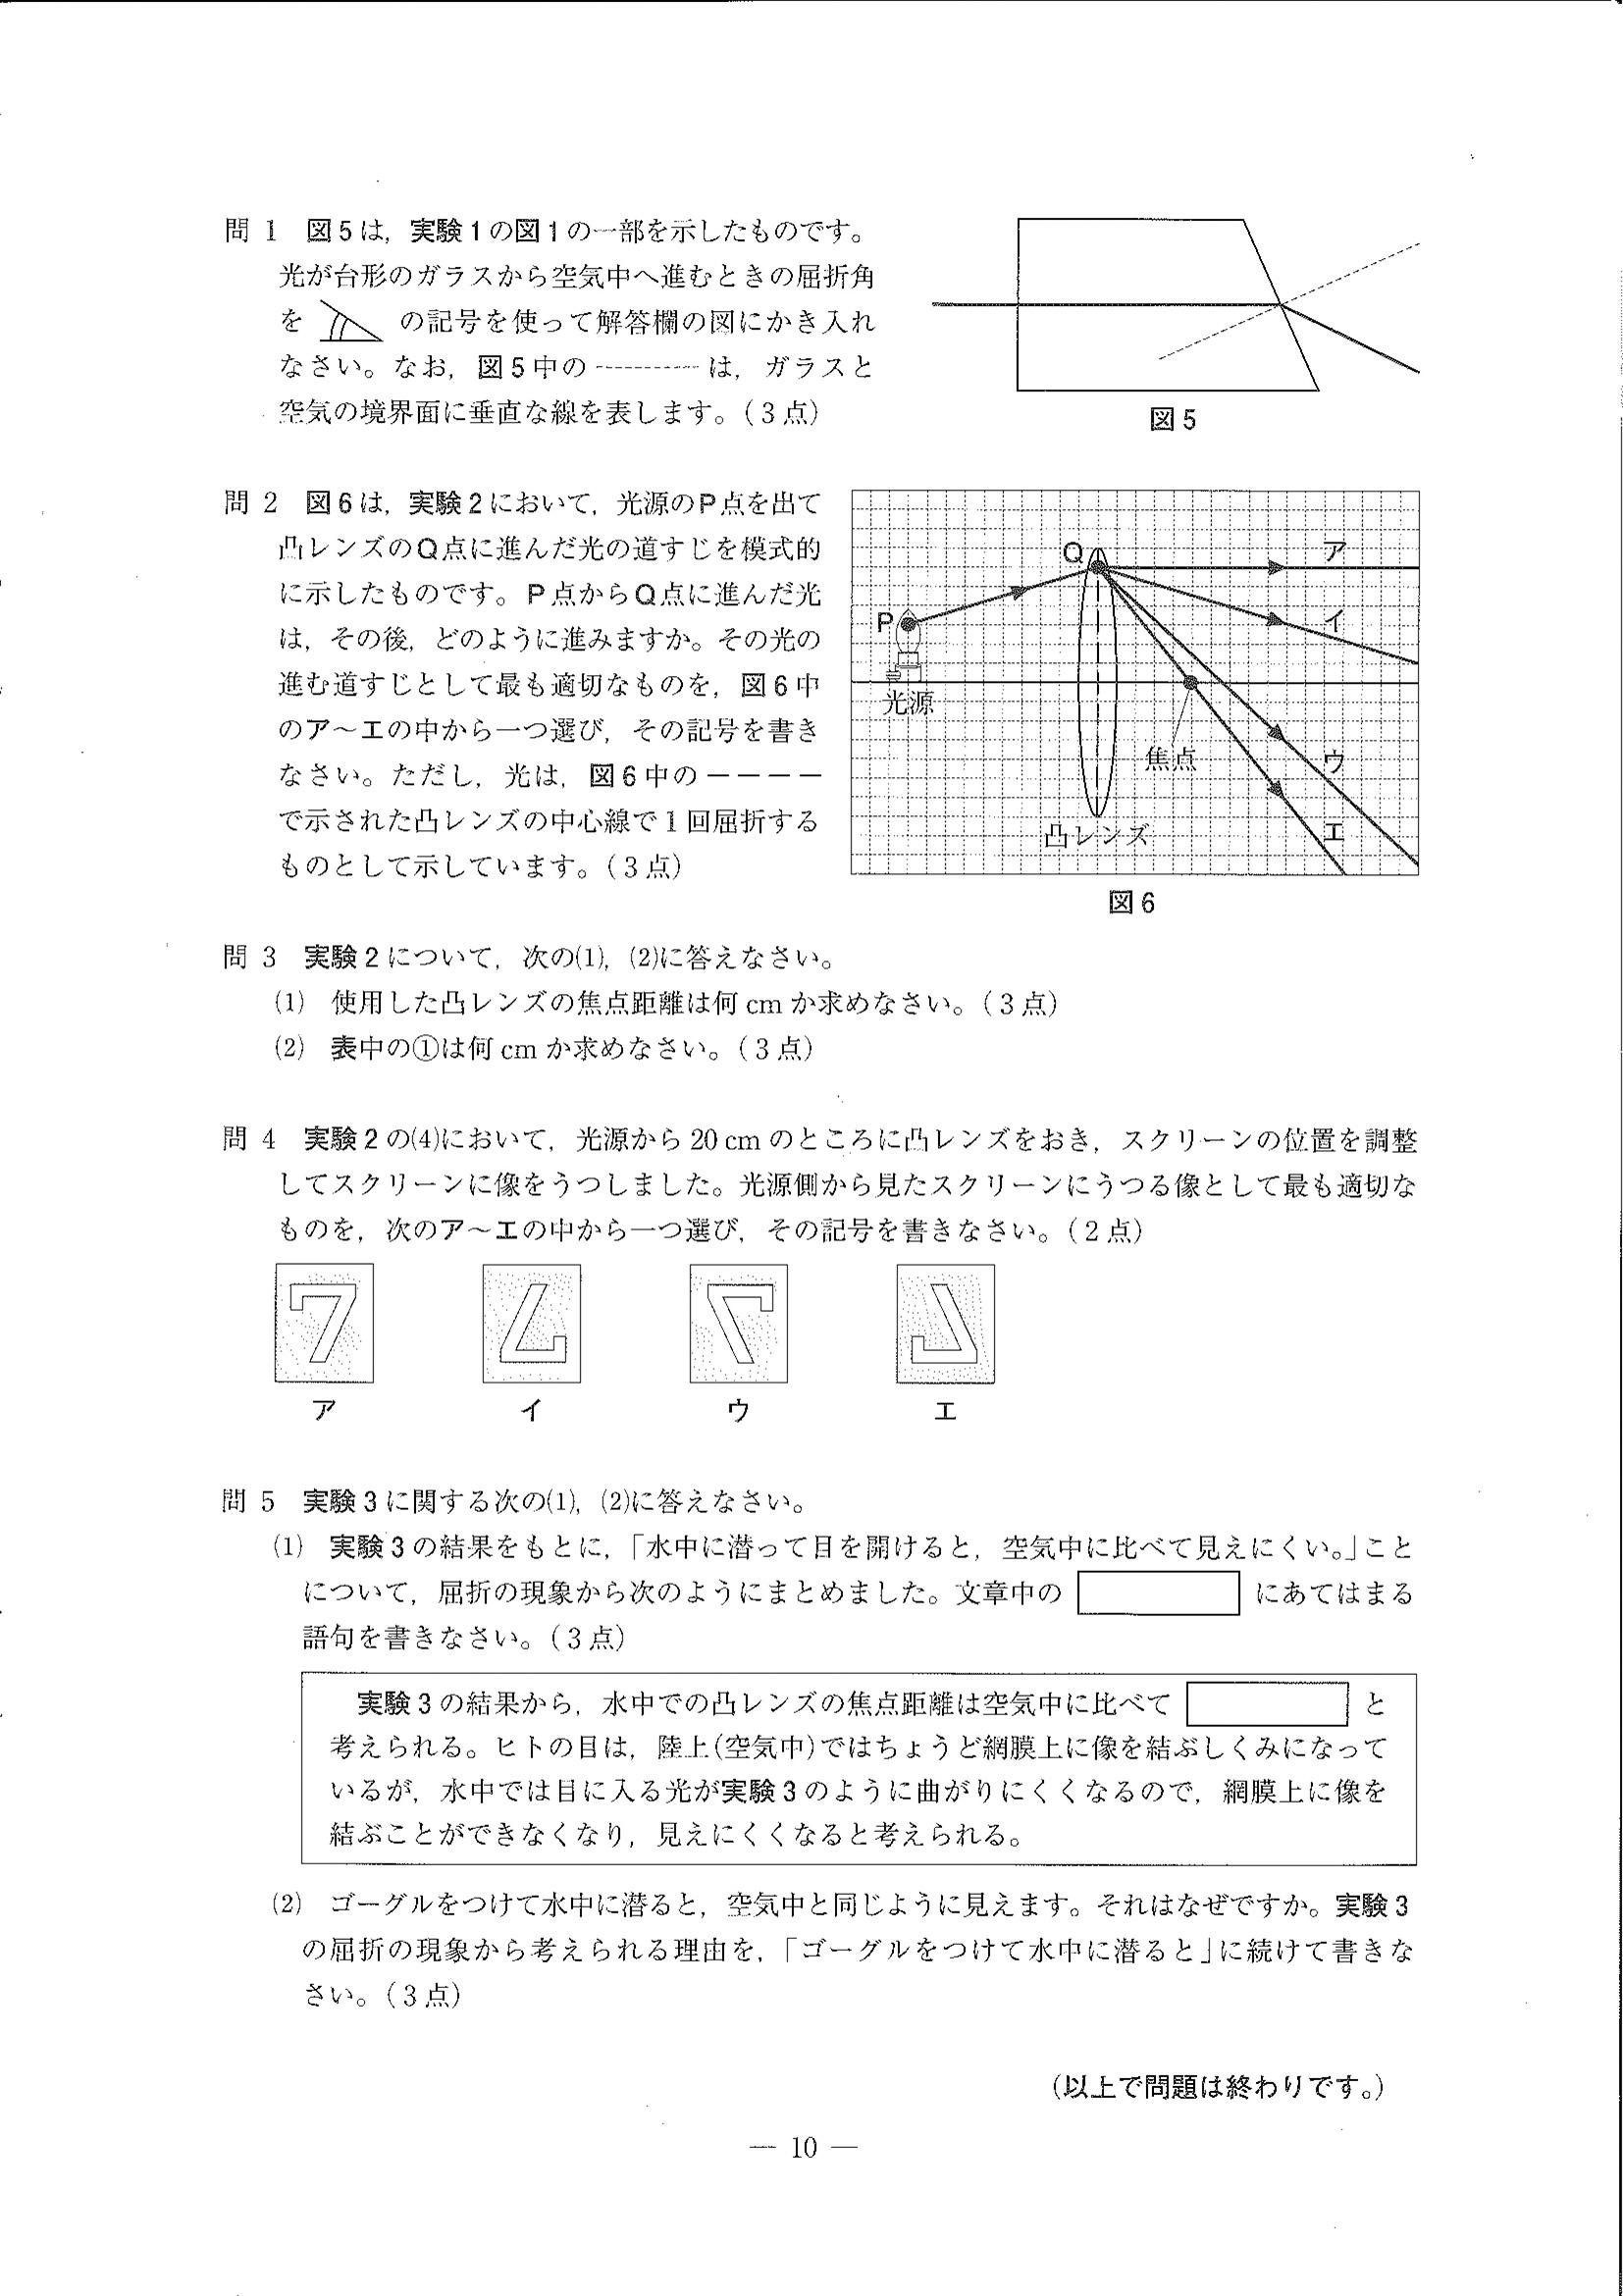 問 1　図5は，実験1の図1の一部を示したものです。
光が台形のガラスから空気中へ進むときの屈折角
を　の記号を使って解答欄の図にかき入れ
なさい。なお，図5中の-----------は，ガラスと
空気の境界面に垂直な線を表します。（3点）
図5
問 2　図6は，実験2において，光源のP点を出て
凸レンズのQ点に進んだ光の道すじを模式的
に示したものです。P点からQ点に進んだ光
は，その後，どのように進みますか。その光の
進む道すじとして最も適切なものを，図6中
のア～エの中から一つ選び，その記号を書き
なさい。ただし，光は，図6中の－－－－
で示された凸レンズの中心線で1回屈折する
ものとして示しています。（3点）
Q
ア
P
イ
光源
焦点
ウ
凸レンズ
エ
図6
問 3　実験2について，次の(1)，(2)に答えなさい。
(1)　使用した凸レンズの焦点距離は何 cm か求めなさい。（3点）
(2)　表中の①は何 cm か求めなさい。（3点）
問 4　実験2の(4)において，光源から 20 cm のところに凸レンズをおき，スクリーンの位置を調整
してスクリーンに像をうつしました。光源側から見たスクリーンにうつる像として最も適切な
ものを，次のア～エの中から一つ選び，その記号を書きなさい。（2点）
ア　イ　ウ　エ
問 5　実験3に関する次の(1)，(2)に答えなさい。
(1)　実験3の結果をもとに，「水中に潜って目を開けると，空気中に比べて見えにくい。」こと
について，屈折の現象から次のようにまとめました。文章中の　にあてはまる
語句を書きなさい。（3点）
実験3の結果から，水中での凸レンズの焦点距離は空気中に比べて　と
考えられる。ヒトの目は，陸上(空気中)ではちょうど網膜上に像を結ぶしくみになって
いるが，水中では目に入る光が実験3のように曲がりにくくなるので，網膜上に像を
結ぶことができなくなり，見えにくくなると考えられる。
(2)　ゴーグルをつけて水中に潜ると，空気中と同じように見えます。それはなぜですか。実験3
の屈折の現象から考えられる理由を，「ゴーグルをつけて水中に潜ると」に続けて書きな
さい。（3点）
（以上で問題は終わりです。）
— 10 —